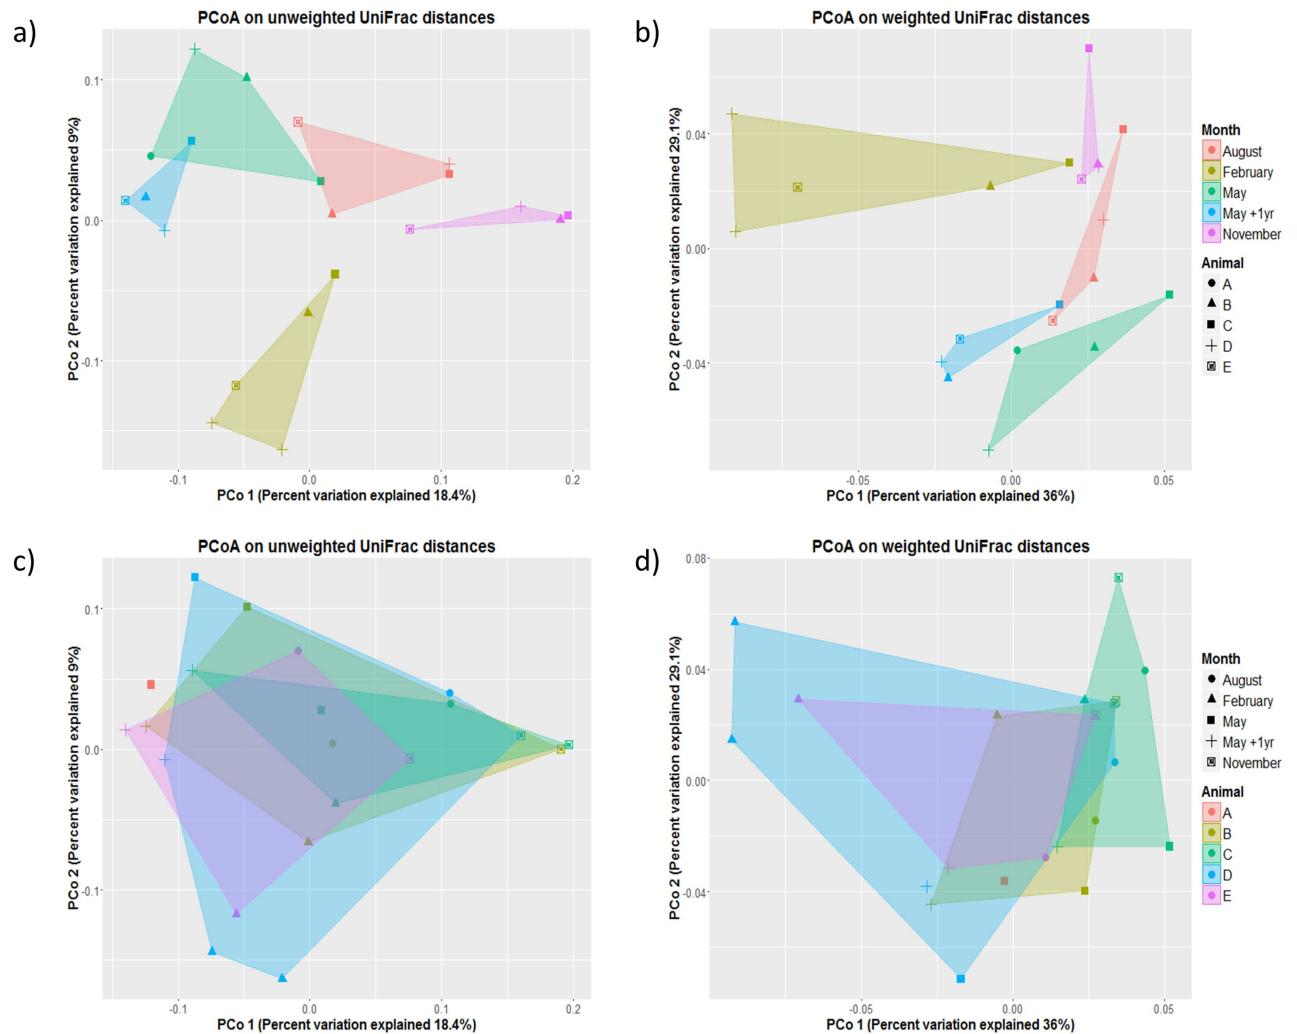 a)
PCoA on unweighted UniFrac distances
0.1
0.0
-0.1
PCo 2 (Percent variation explained 9%)
-0.1
0.0
0.1
0.2
PCo 1 (Percent variation explained 18.4%)
b)
PCoA on weighted UniFrac distances
0.04
0.00
-0.04
PCo 2 (Percent variation explained 29.1%)
-0.05
0.00
0.05
PCo 1 (Percent variation explained 36%)
Month
August
February
May
May +1yr
November
Animal
A
B
C
D
E
c)
PCoA on unweighted UniFrac distances
0.1
0.0
-0.1
PCo 2 (Percent variation explained 9%)
-0.1
0.0
0.1
0.2
PCo 1 (Percent variation explained 18.4%)
d)
PCoA on weighted UniFrac distances
0.08
0.04
0.00
-0.04
PCo 2 (Percent variation explained 29.1%)
-0.05
0.00
0.05
PCo 1 (Percent variation explained 36%)
Month
August
February
May
May +1yr
November
Animal
A
B
C
D
E